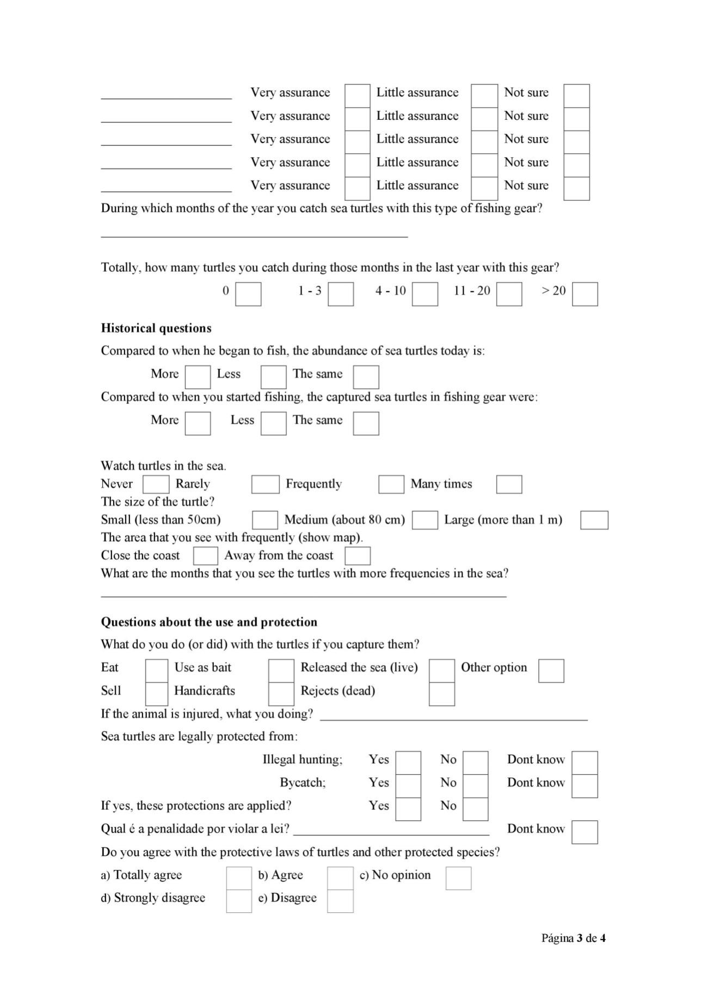 Very assurance Little assurance Not sure
Very assurance Little assurance Not sure
Very assurance Little assurance Not sure
Very assurance Little assurance Not sure
Very assurance Little assurance Not sure
During which months of the year you catch sea turtles with this type of fishing gear?
Totally, how many turtles you catch during those months in the last year with this gear?
0 1 - 3 4 - 10 11 - 20 > 20
Historical questions
Compared to when he began to fish, the abundance of sea turtles today is:
More Less The same
Compared to when you started fishing, the captured sea turtles in fishing gear were:
More Less The same
Watch turtles in the sea.
Never Rarely Frequently Many times
The size of the turtle?
Small (less than 50cm) Medium (about 80 cm) Large (more than 1 m)
The area that you see with frequently (show map).
Close the coast Away from the coast
What are the months that you see the turtles with more frequencies in the sea?
Questions about the use and protection
What do you do (or did) with the turtles if you capture them?
Eat Use as bait Released the sea (live) Other option
Sell Handicrafts Rejects (dead)
If the animal is injured, what you doing?
Sea turtles are legally protected from:
Illegal hunting; Yes No Dont know
Bycatch; Yes No Dont know
If yes, these protections are applied? Yes No
Qual é a penalidade por violar a lei? Dont know
Do you agree with the protective laws of turtles and other protected species?
a) Totally agree b) Agree c) No opinion
d) Strongly disagree e) Disagree
Página 3 de 4